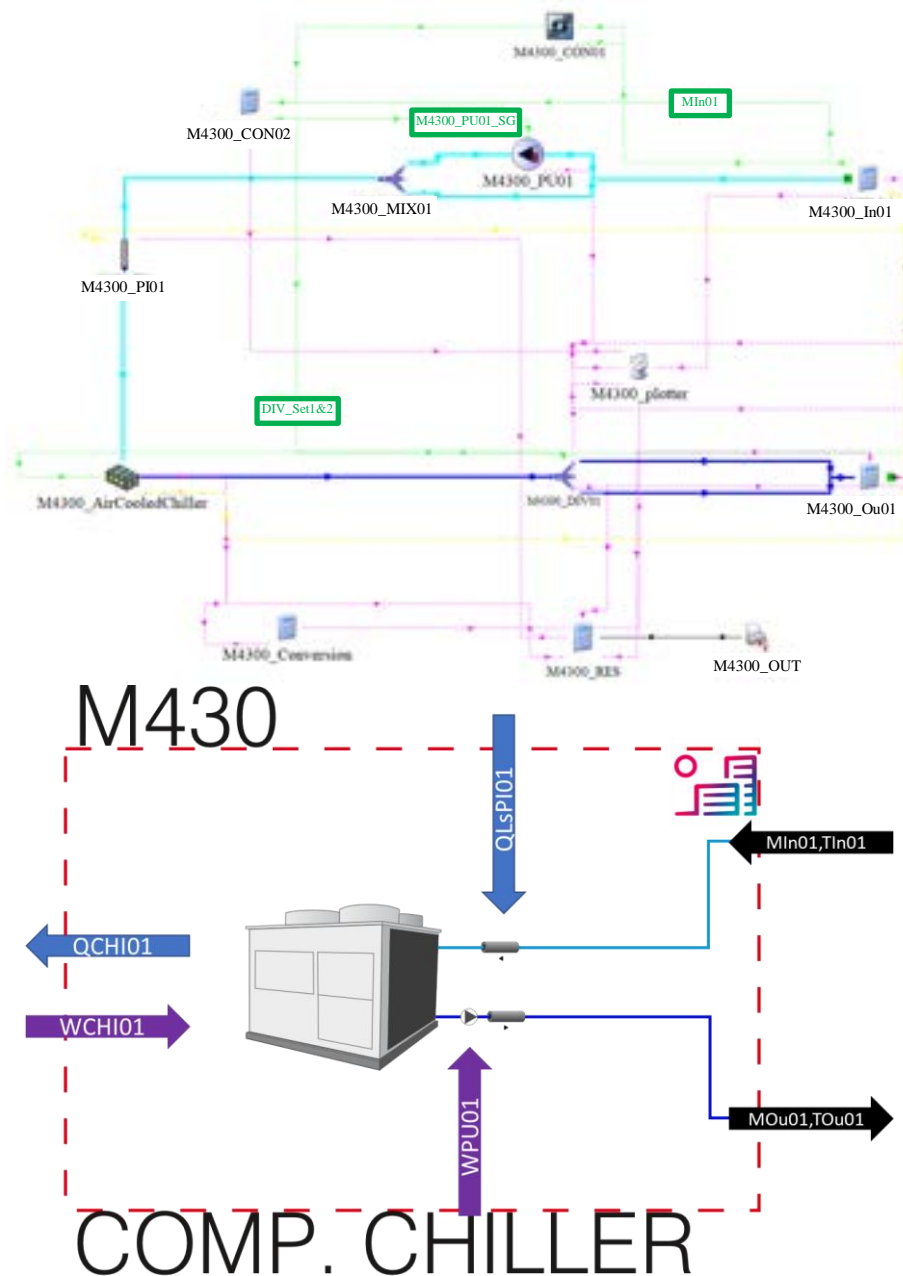 M4300_CON01
MIn01
M4300_PU01_SG
M4300_CON02
M4300_PU01
M4300_MIX01
M4300_In01
M4300_PI01
M4300_plotter
DIV_Set1&2
M4300_AirCooledChiller
M4300_DIV01
M4300_Ou01
M4300_Conversion
M4300_RES
M4300_OUT
M430
QLsPI01
MIn01,TIn01
QCHI01
WCHI01
WPU01
MOu01,TOu01
COMP. CHILLER